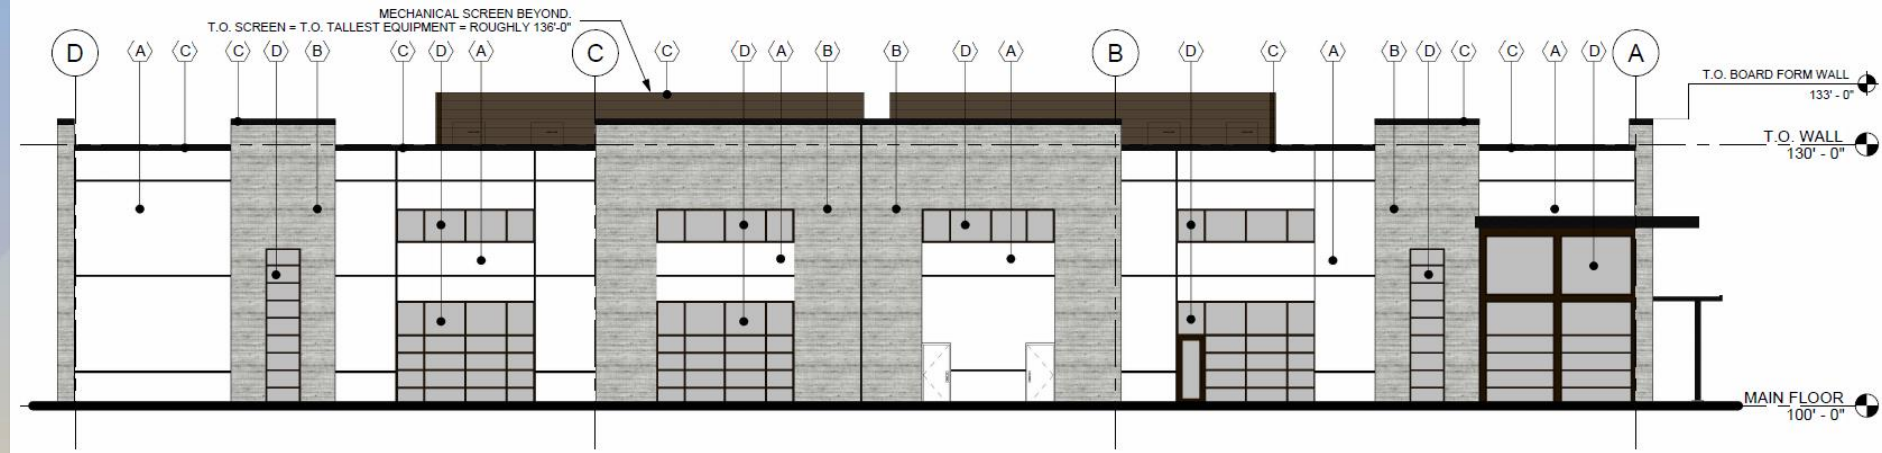 MECHANICAL SCREEN BEYOND.
T.O. SCREEN = T.O. TALLEST EQUIPMENT = ROUGHLY 136'-0"
D A C C D B C D A C C D A B B D A B D C A B D C C A D A
T.O. BOARD FORM WALL
133' - 0"
T.O. WALL
130' - 0"
MAIN FLOOR
100' - 0"